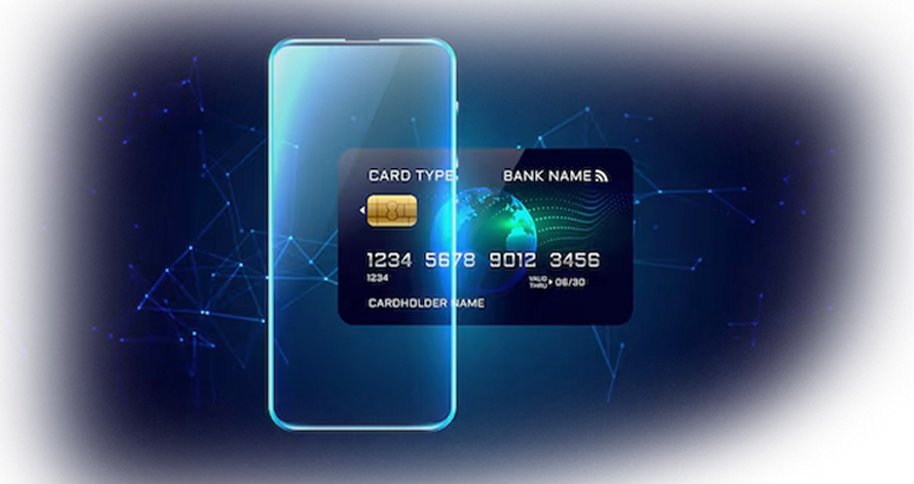 CARD TYPE BANK NAME
1234 5678 9012 3456
1234 VALID THRU 06/30
CARDHOLDER NAME